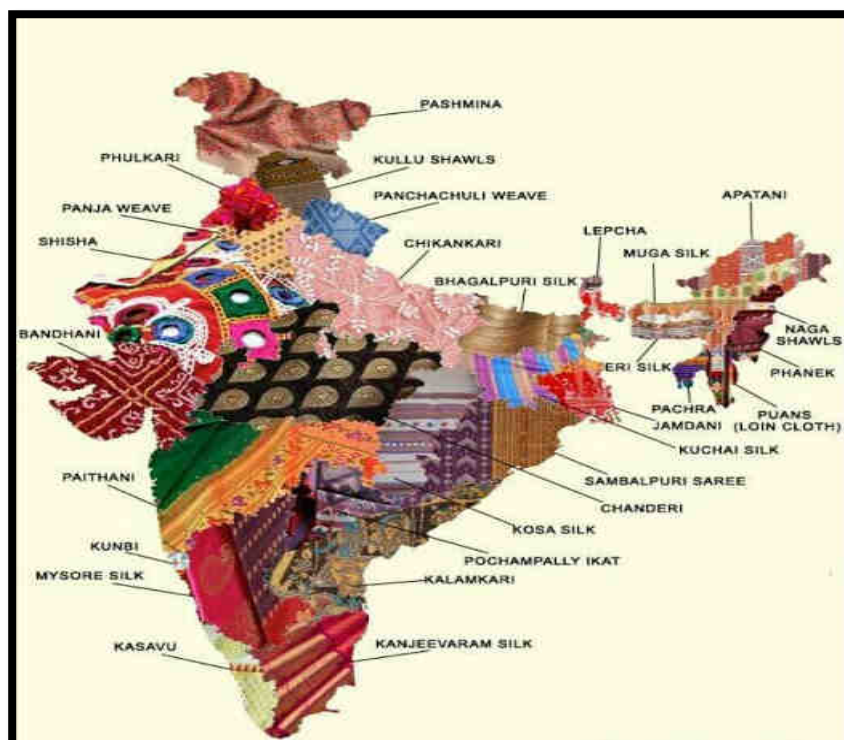 PASHMINA
PHULKARI
KULLU SHAWLS
PANJA WEAVE
PANCHACHULI WEAVE
APATANI
SHISHA
CHIKANKARI
LEPCHA
MUGA SILK
BHAGALPURI SILK
BANDHANI
NAGA
SHAWLS
ERI SILK
PHANEK
PACHRA
PUANS
(LOIN CLOTH)
JAMDANI
KUCHAI SILK
PAITHANI
SAMBALPURI SAREE
CHANDERI
KOSA SILK
KUNBI
POCHAMPALLY IKAT
MYSORE SILK
KALAMKARI
KASAVU
KANJEEVARAM SILK